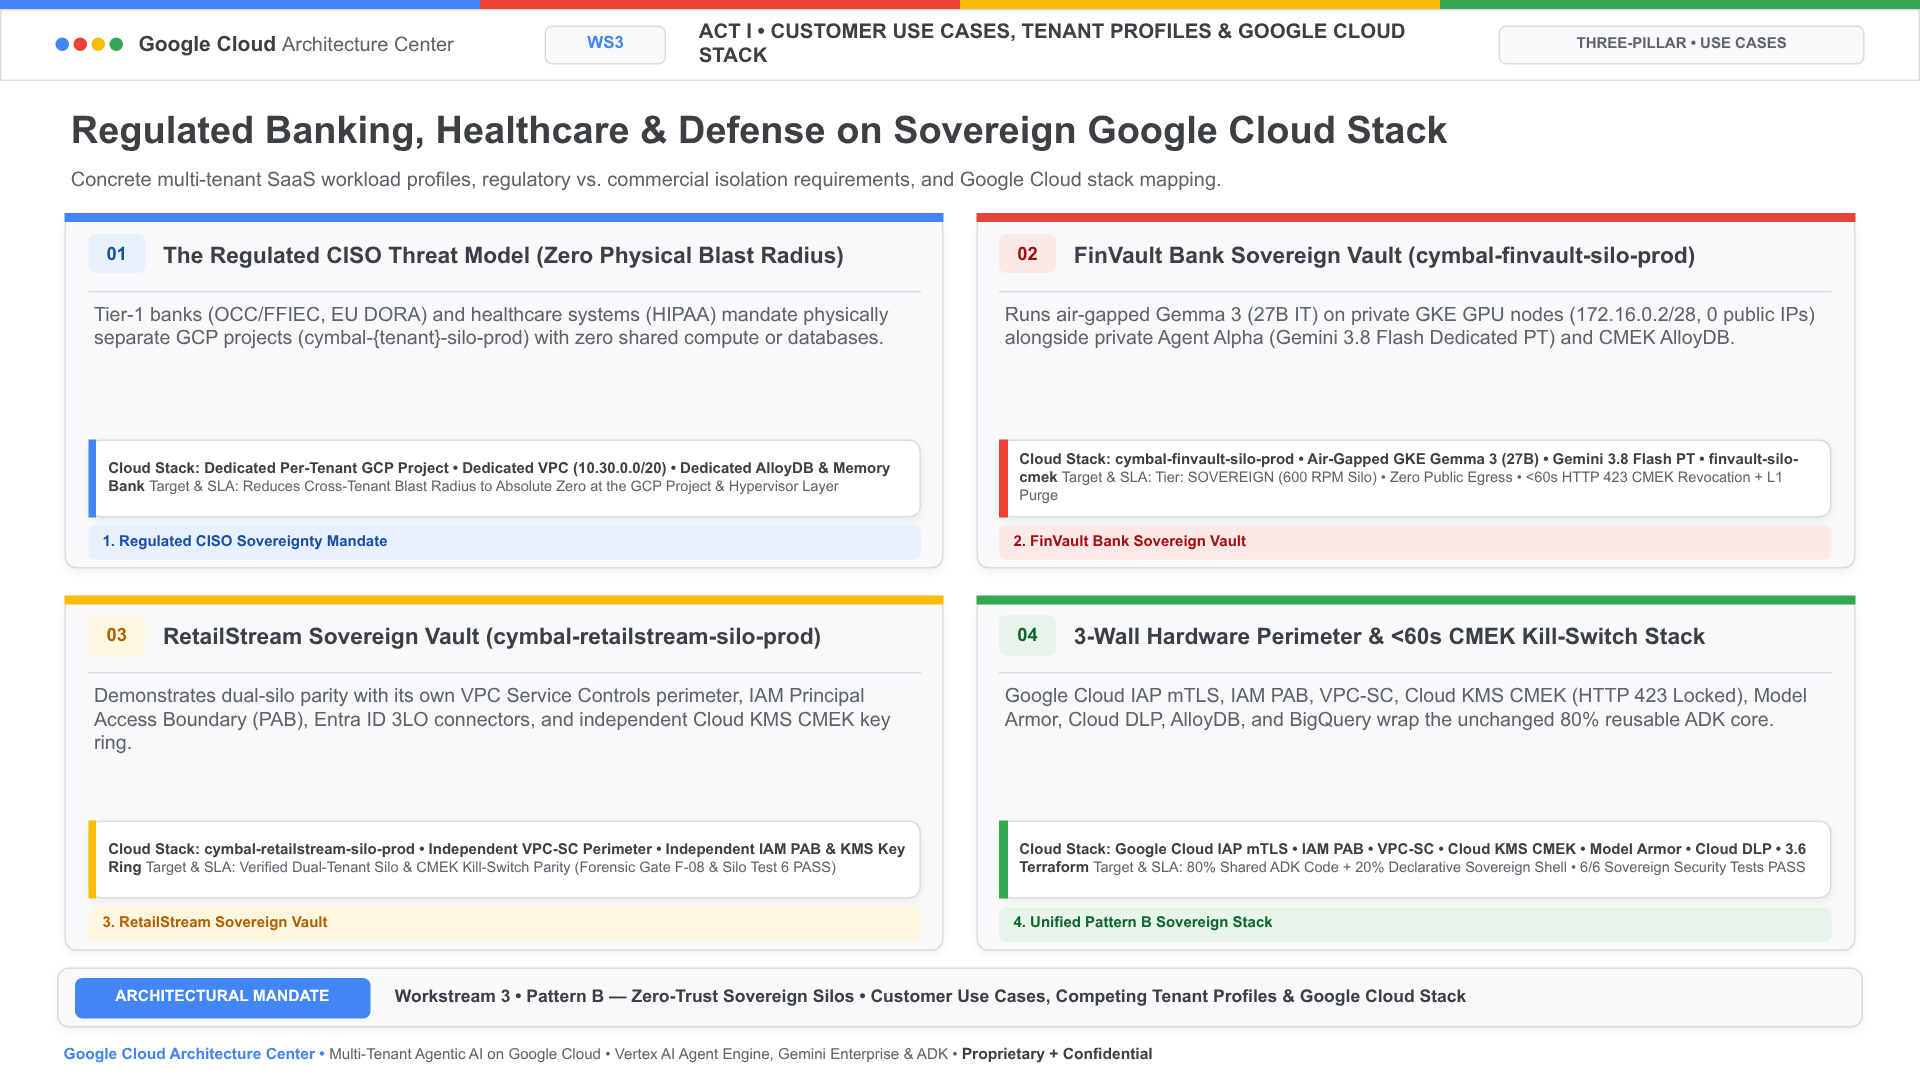 Google Cloud Architecture Center
WS3
ACT I • CUSTOMER USE CASES, TENANT PROFILES & GOOGLE CLOUD
STACK
THREE-PILLAR • USE CASES
Regulated Banking, Healthcare & Defense on Sovereign Google Cloud Stack
Concrete multi-tenant SaaS workload profiles, regulatory vs. commercial isolation requirements, and Google Cloud stack mapping.
01
The Regulated CISO Threat Model (Zero Physical Blast Radius)
Tier-1 banks (OCC/FFIEC, EU DORA) and healthcare systems (HIPAA) mandate physically
separate GCP projects (cymbal-{tenant}-silo-prod) with zero shared compute or databases.
Cloud Stack: Dedicated Per-Tenant GCP Project • Dedicated VPC (10.30.0.0/20) • Dedicated AlloyDB & Memory
Bank Target & SLA: Reduces Cross-Tenant Blast Radius to Absolute Zero at the GCP Project & Hypervisor Layer
1. Regulated CISO Sovereignty Mandate
02
FinVault Bank Sovereign Vault (cymbal-finvault-silo-prod)
Runs air-gapped Gemma 3 (27B IT) on private GKE GPU nodes (172.16.0.2/28, 0 public IPs)
alongside private Agent Alpha (Gemini 3.8 Flash Dedicated PT) and CMEK AlloyDB.
Cloud Stack: cymbal-finvault-silo-prod • Air-Gapped GKE Gemma 3 (27B) • Gemini 3.8 Flash PT • finvault-silo-
cmek Target & SLA: Tier: SOVEREIGN (600 RPM Silo) • Zero Public Egress • <60s HTTP 423 CMEK Revocation + L1
Purge
2. FinVault Bank Sovereign Vault
03
RetailStream Sovereign Vault (cymbal-retailstream-silo-prod)
Demonstrates dual-silo parity with its own VPC Service Controls perimeter, IAM Principal
Access Boundary (PAB), Entra ID 3LO connectors, and independent Cloud KMS CMEK key
ring.
Cloud Stack: cymbal-retailstream-silo-prod • Independent VPC-SC Perimeter • Independent IAM PAB & KMS Key
Ring Target & SLA: Verified Dual-Tenant Silo & CMEK Kill-Switch Parity (Forensic Gate F-08 & Silo Test 6 PASS)
3. RetailStream Sovereign Vault
04
3-Wall Hardware Perimeter & <60s CMEK Kill-Switch Stack
Google Cloud IAP mTLS, IAM PAB, VPC-SC, Cloud KMS CMEK (HTTP 423 Locked), Model
Armor, Cloud DLP, AlloyDB, and BigQuery wrap the unchanged 80% reusable ADK core.
Cloud Stack: Google Cloud IAP mTLS • IAM PAB • VPC-SC • Cloud KMS CMEK • Model Armor • Cloud DLP • 3.6
Terraform Target & SLA: 80% Shared ADK Code + 20% Declarative Sovereign Shell • 6/6 Sovereign Security Tests PASS
4. Unified Pattern B Sovereign Stack
ARCHITECTURAL MANDATE
Workstream 3 • Pattern B — Zero-Trust Sovereign Silos • Customer Use Cases, Competing Tenant Profiles & Google Cloud Stack
Google Cloud Architecture Center • Multi-Tenant Agentic AI on Google Cloud • Vertex AI Agent Engine, Gemini Enterprise & ADK • Proprietary + Confidential